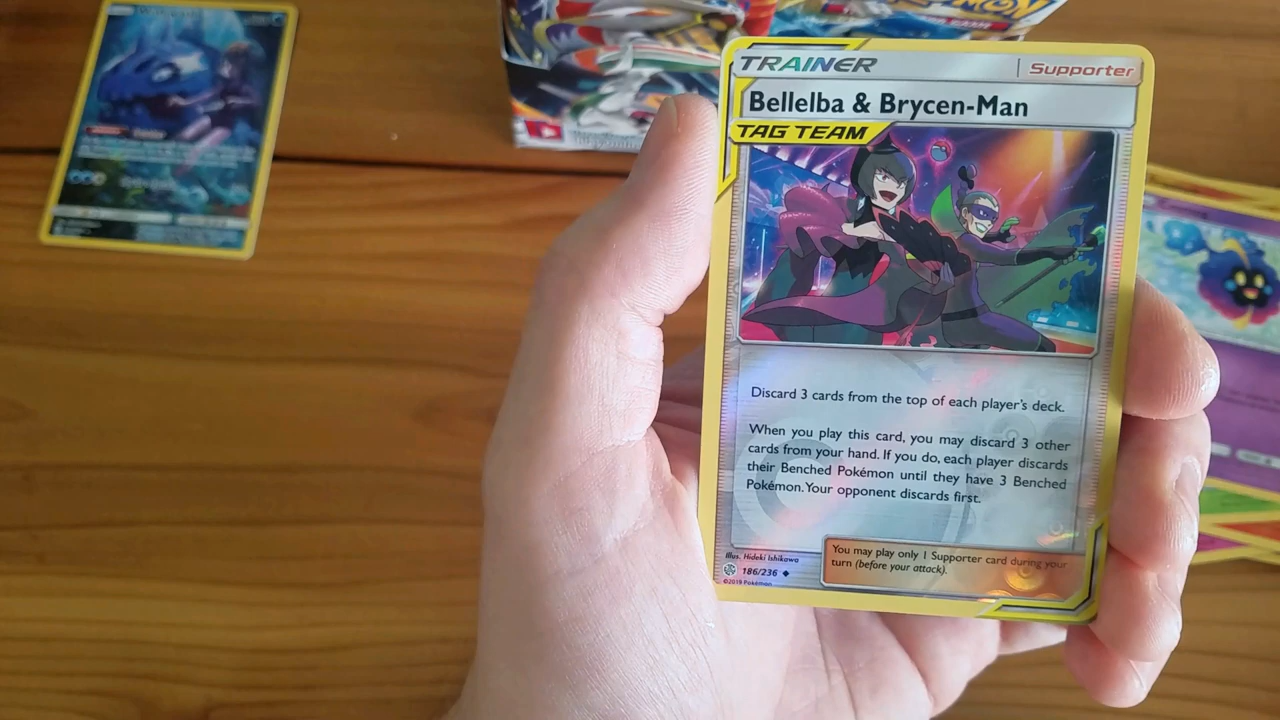 TRAINER
Supporter
Bellelba & Brycen-Man
TAG TEAM
Discard 3 cards from the top of each player's deck.
When you play this card, you may discard 3 other
cards from your hand. If you do, each player discards
their Benched Pokémon until they have 3 Benched
Pokémon. Your opponent discards first.
Illus. Hideki Ishikawa
186/236
©2019 Pokémon
You may play only 1 Supporter card during your
turn (before your attack).